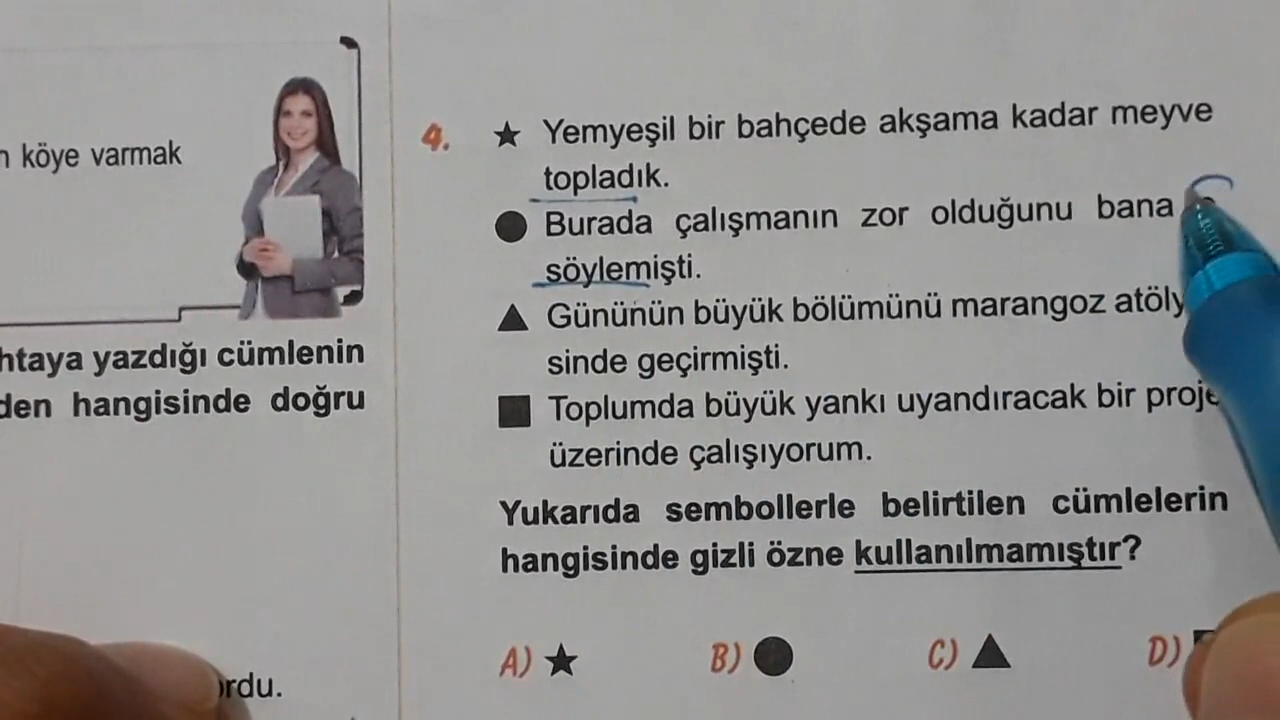 n köye varmak
htaya yazdığı cümlenin
den hangisinde doğru
ordu.
4. ★ Yemyeşil bir bahçede akşama kadar meyve
topladık.
● Burada çalışmanın zor olduğunu bana
söylemişti.
▲ Gününün büyük bölümünü marangoz atöly
sinde geçirmişti.
■ Toplumda büyük yankı uyandıracak bir proje
üzerinde çalışıyorum.
Yukarıda sembollerle belirtilen cümlelerin
hangisinde gizli özne kullanılmamıştır?
A) ★ B) ● C) ▲ D) ■